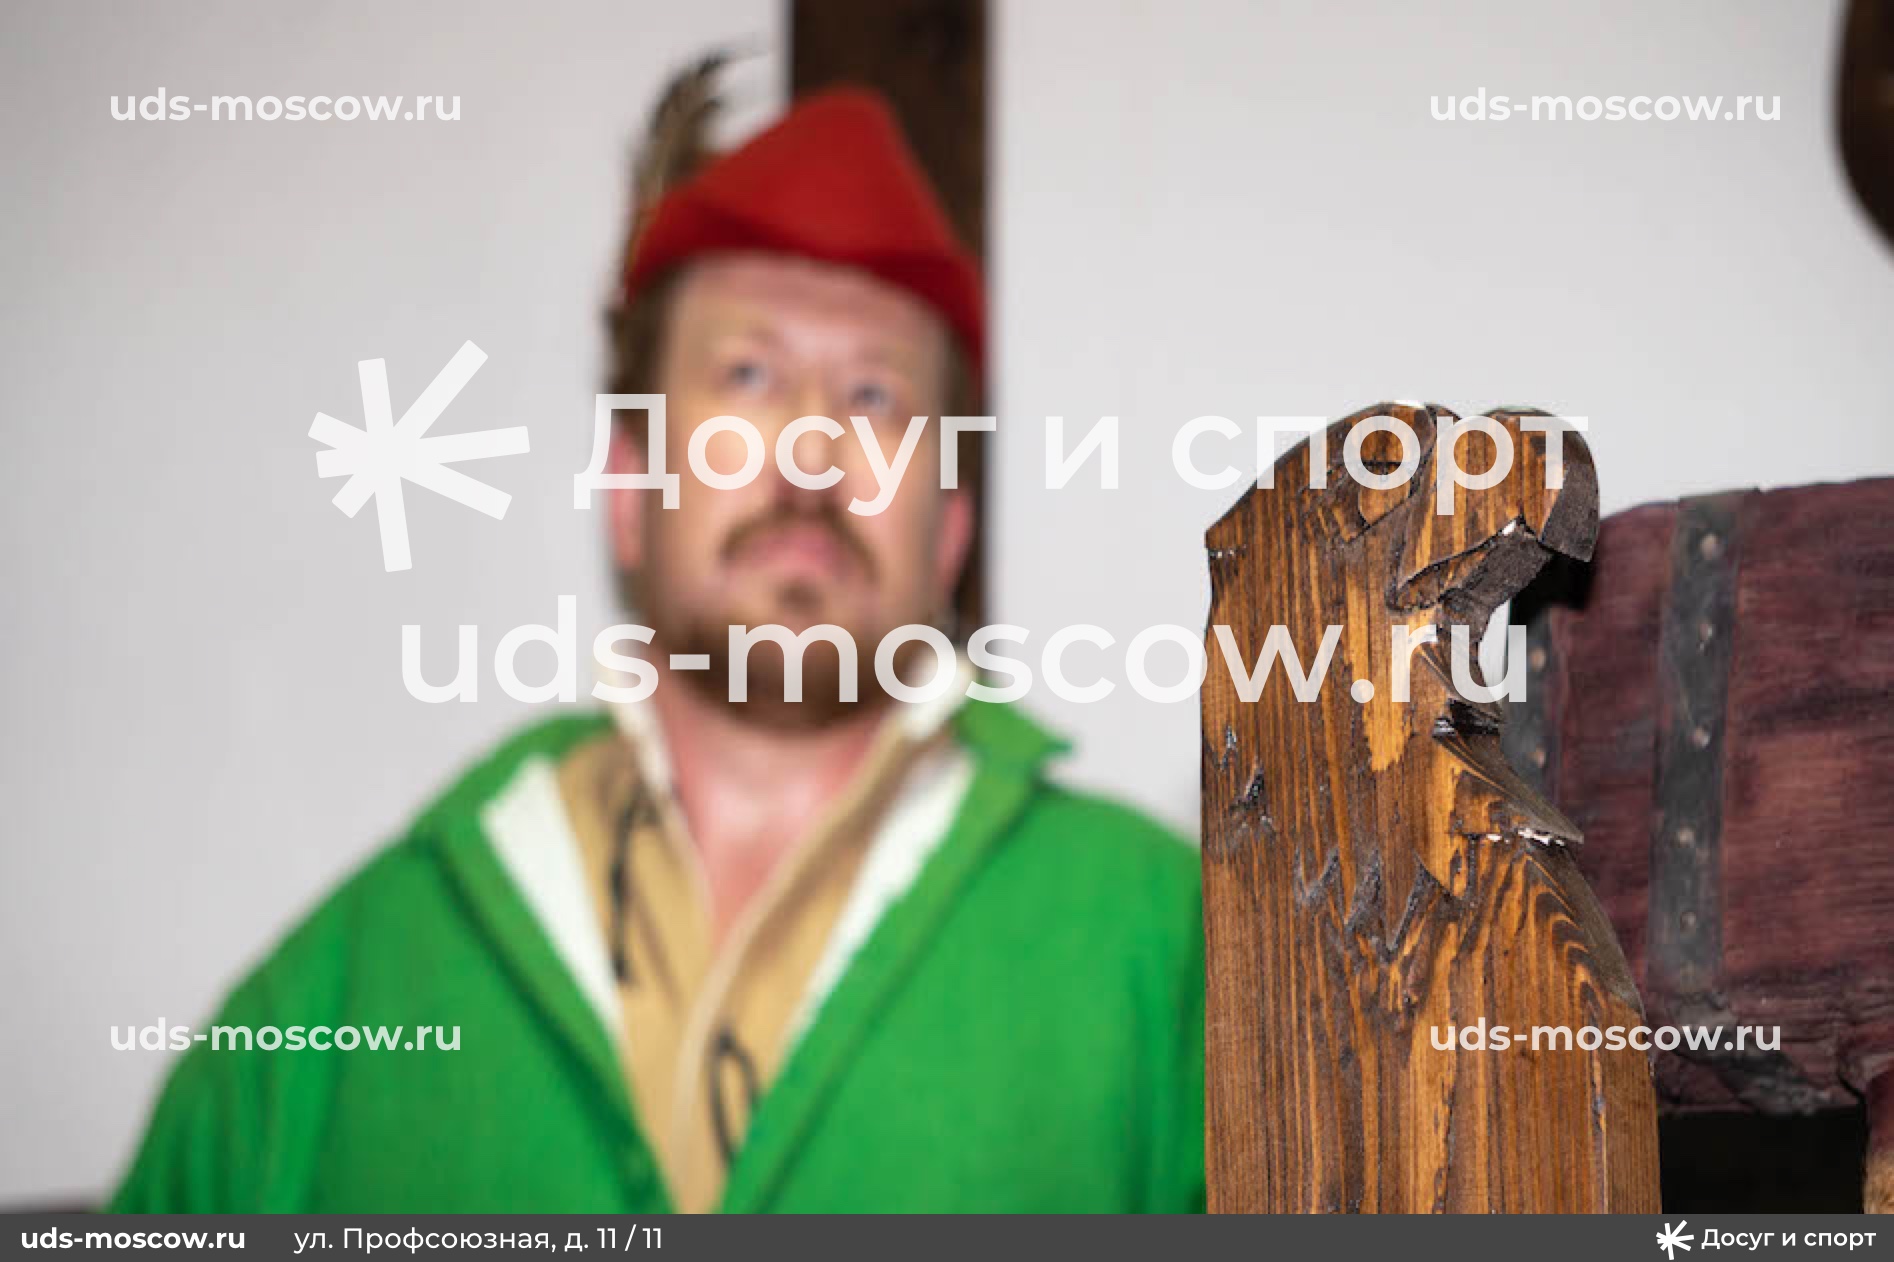 uds-moscow.ru uds-moscow.ru
Досуг и спорт
uds-moscow.ru
uds-moscow.ru uds-moscow.ru
uds-moscow.ru ул. Профсоюзная, д. 11 / 11 Досуг и спорт